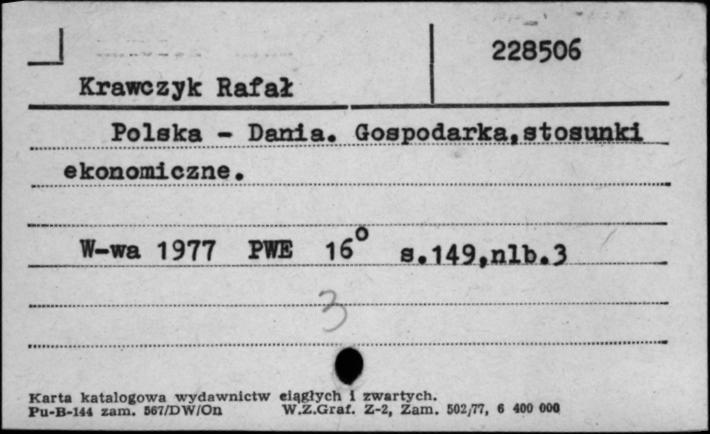 228506
Krawczyk Rafał
Polska - Dania. Gospodarka,stosunki
ekonomiczne.
W-wa 1977 PWE 16° s.149,nlb.3
3
Karta katalogowa wydawnictw ciągłych i zwartych.
Pu-B-144 zam. 567/DW/On W.Z.Graf. Z-2, Zam. 502/77, 6 400 000